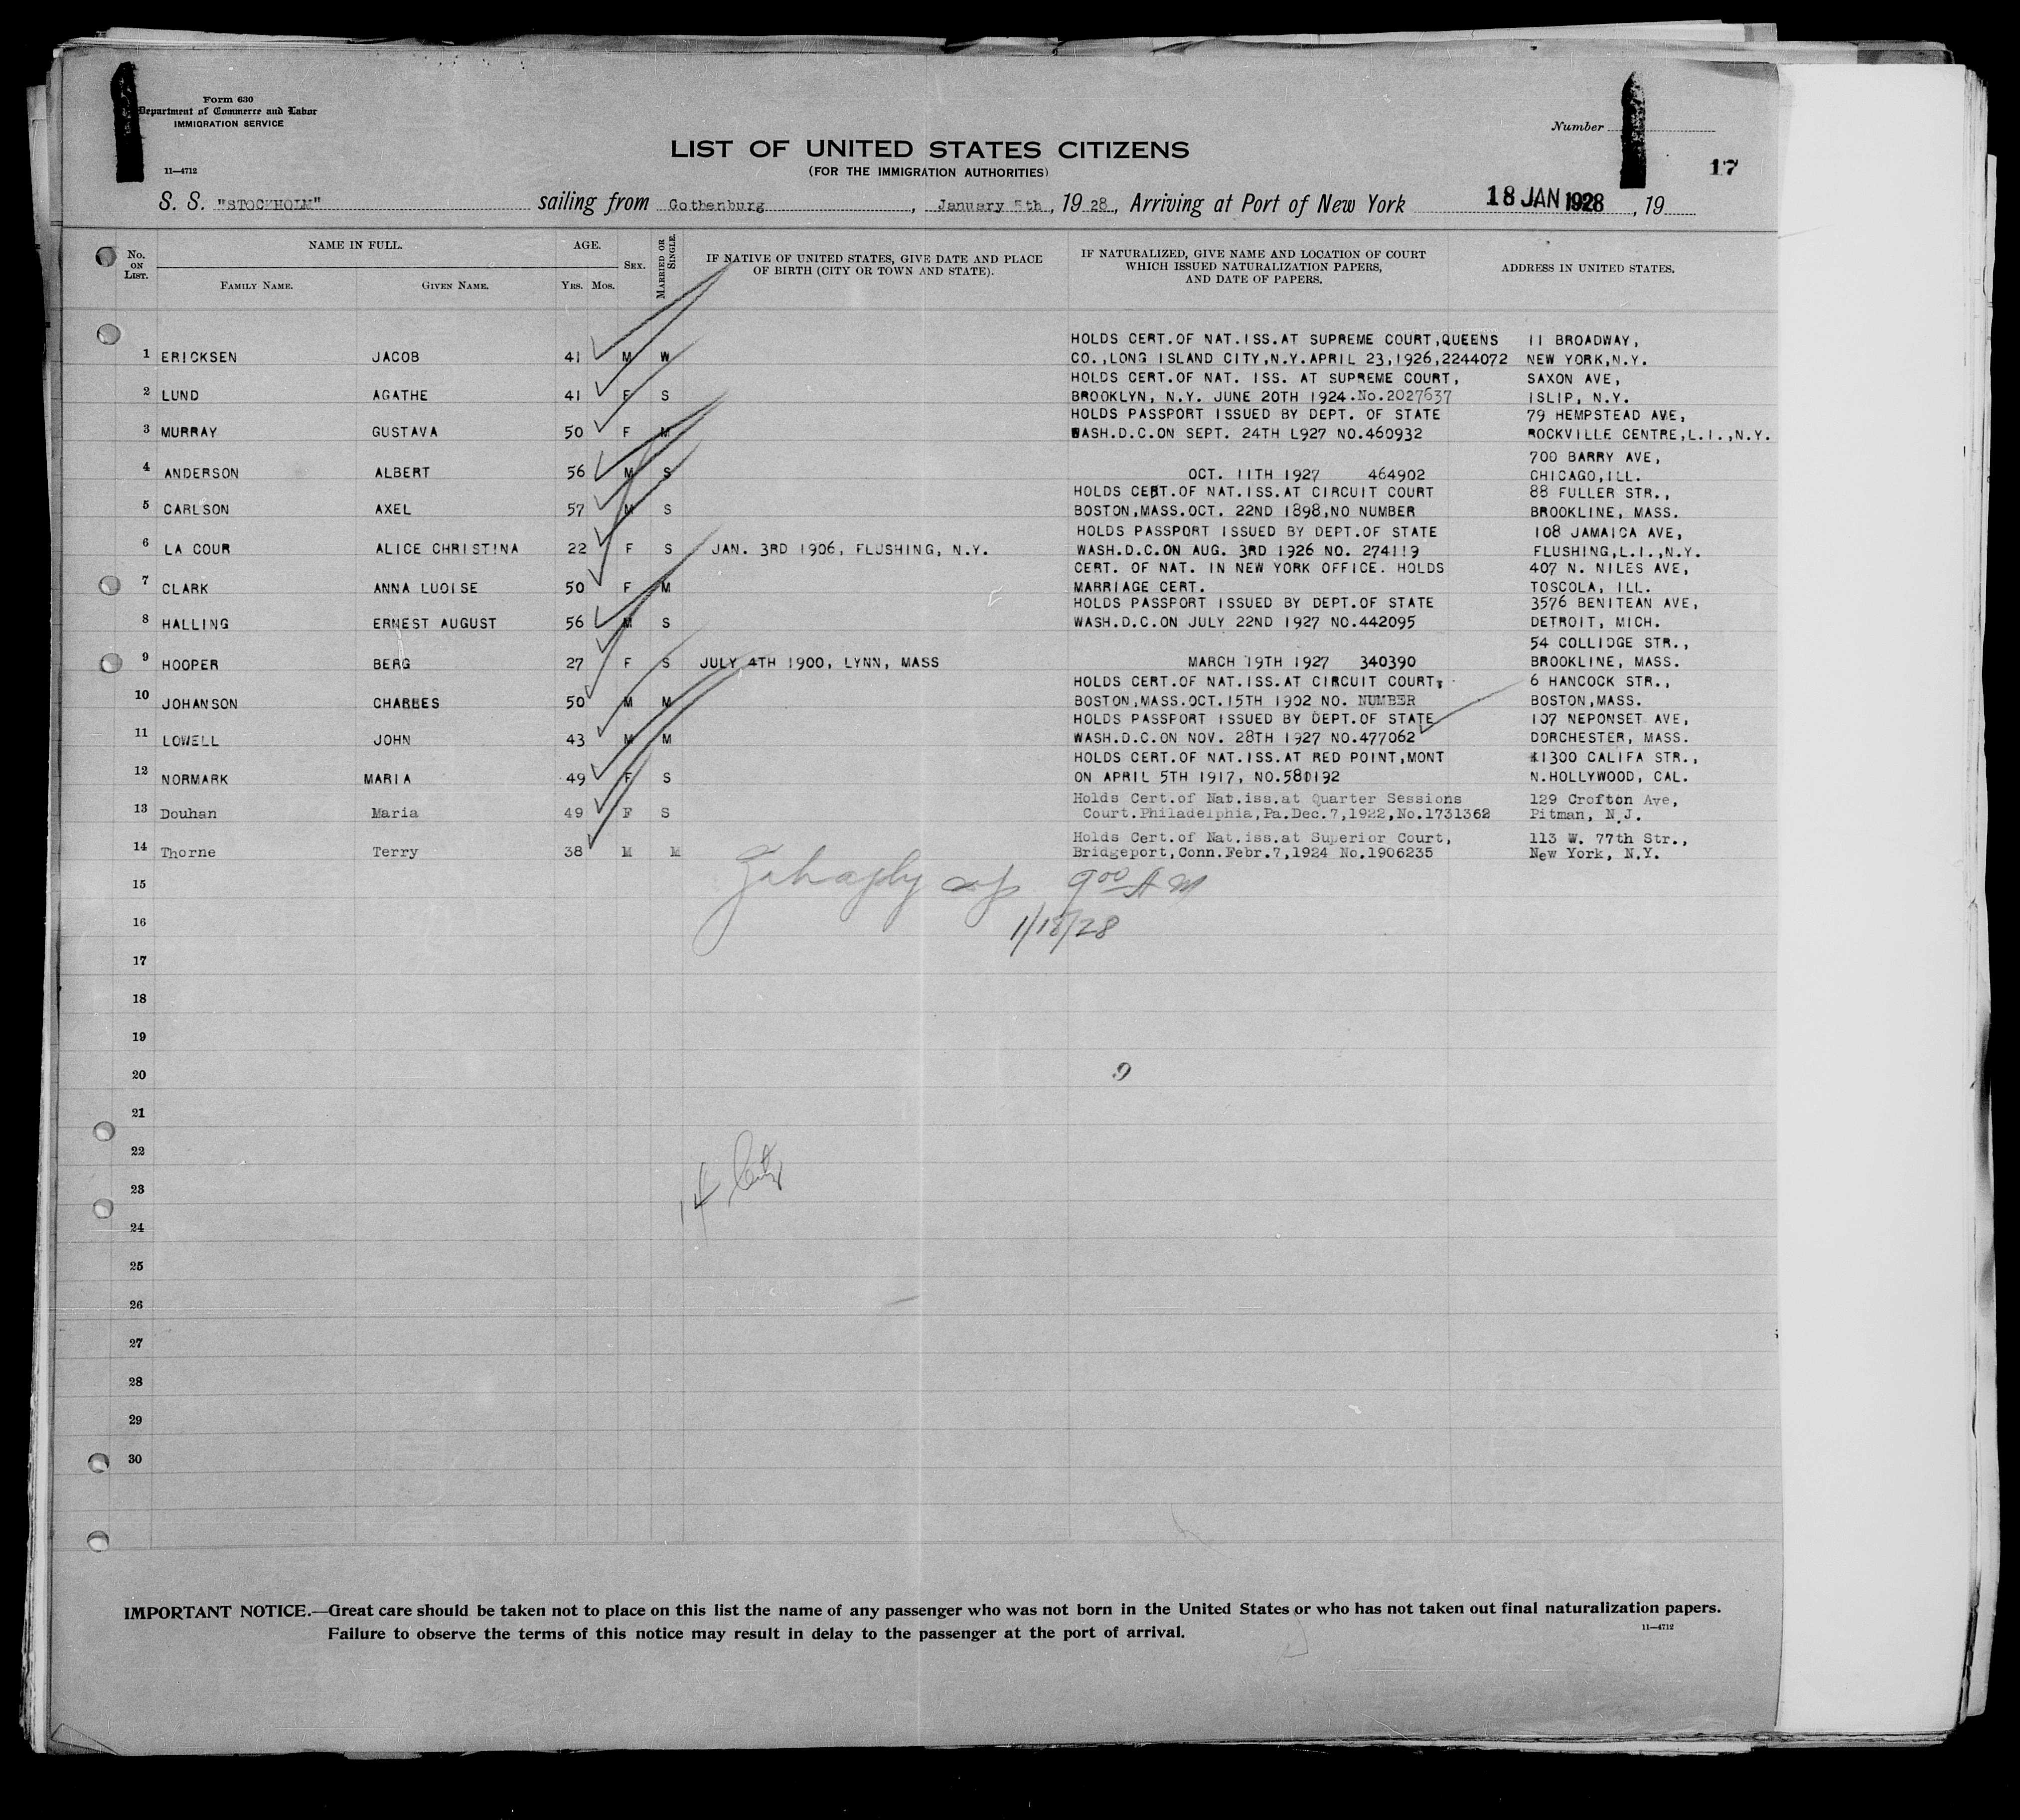 Form 630
Department of Commerce and Labor
IMMIGRATION SERVICE
11—4712
Number
17
LIST OF UNITED STATES CITIZENS
(FOR THE IMMIGRATION AUTHORITIES)
S. S. "STOCKHOLM" sailing from Gothenburg, January 5th, 1928, Arriving at Port of New York 18 JAN 1928, 19
No. ON LIST. NAME IN FULL. FAMILY NAME. GIVEN NAME. AGE. YRS. MOS. SEX. MARRIED OR SINGLE. IF NATIVE OF UNITED STATES, GIVE DATE AND PLACE OF BIRTH (CITY OR TOWN AND STATE). IF NATURALIZED, GIVE NAME AND LOCATION OF COURT WHICH ISSUED NATURALIZATION PAPERS, AND DATE OF PAPERS. ADDRESS IN UNITED STATES.
HOLDS CERT.OF NAT.ISS.AT SUPREME COURT,QUEENS 11 BROADWAY,
1 ERICKSEN JACOB 41 M W CO.,LONG ISLAND CITY,N.Y.APRIL 23,1926,2244072 NEW YORK,N.Y.
HOLDS CERT.OF NAT. ISS. AT SUPREME COURT, SAXON AVE,
2 LUND AGATHE 41 F S BROOKLYN, N.Y. JUNE 20TH 1924.No.2027637 ISLIP, N.Y.
HOLDS PASSPORT ISSUED BY DEPT. OF STATE 79 HEMPSTEAD AVE,
3 MURRAY GUSTAVA 50 F M WASH.D.C.ON SEPT. 24TH L927 NO.460932 ROCKVILLE CENTRE,L.I.,N.Y.
700 BARRY AVE,
4 ANDERSON ALBERT 56 M S OCT. 11TH 1927 464902 CHICAGO,ILL.
HOLDS CERT.OF NAT.ISS.AT CIRCUIT COURT 88 FULLER STR.,
5 CARLSON AXEL 57 M S BOSTON,MASS.OCT. 22ND 1898,NO NUMBER BROOKLINE, MASS.
HOLDS PASSPORT ISSUED BY DEPT.OF STATE 108 JAMAICA AVE,
6 LA COUR ALICE CHRISTINA 22 F S JAN. 3RD 1906, FLUSHING, N.Y. WASH.D.C.ON AUG. 3RD 1926 NO. 274119 FLUSHING,L.I.,N.Y.
CERT. OF NAT. IN NEW YORK OFFICE. HOLDS 407 N. NILES AVE,
7 CLARK ANNA LUOISE 50 F M MARRIAGE CERT. TOSCOLA, ILL.
HOLDS PASSPORT ISSUED BY DEPT.OF STATE 3576 BENITEAN AVE,
8 HALLING ERNEST AUGUST 56 M S WASH.D.C.ON JULY 22ND 1927 NO.442095 DETROIT, MICH.
54 COLLIDGE STR.,
9 HOOPER BERG 27 F S JULY 4TH 1900, LYNN, MASS MARCH 19TH 1927 340390 BROOKLINE, MASS.
HOLDS CERT.OF NAT.ISS.AT CIRCUIT COURT, 6 HANCOCK STR.,
10 JOHANSON CHARLES 50 M M BOSTON,MASS.OCT.15TH 1902 NO. NUMBER BOSTON,MASS.
HOLDS PASSPORT ISSUED BY DEPT.OF STATE 107 NEPONSET AVE,
11 LOWELL JOHN 43 M M WASH.D.C.ON NOV. 28TH 1927 NO.477062 DORCHESTER, MASS.
HOLDS CERT.OF NAT.ISS.AT RED POINT,MONT 11300 CALIFA STR.,
12 NORMARK MARIA 49 F S ON APRIL 5TH 1917, NO.580192 N.HOLLYWOOD, CAL.
Holds Cert.of Nat.iss.at Quarter Sessions 129 Crofton Ave,
13 Douhan Maria 49 F S Court.Philadelphia,Pa.Dec.7,1922,No.1731362 Pitman, N.J.
Holds Cert.of Nat.iss.at Superior Court, 113 W. 77th Str.,
14 Thorne Terry 38 M M Bridgeport,Conn.Febr.7,1924 No.1906235 New York, N.Y.
15 9 00 A M
16 1/18/28
17
18
19
20
21
22
23
14
24
25
26
27
28
29
30
IMPORTANT NOTICE.—Great care should be taken not to place on this list the name of any passenger who was not born in the United States or who has not taken out final naturalization papers.
Failure to observe the terms of this notice may result in delay to the passenger at the port of arrival.
11—4712